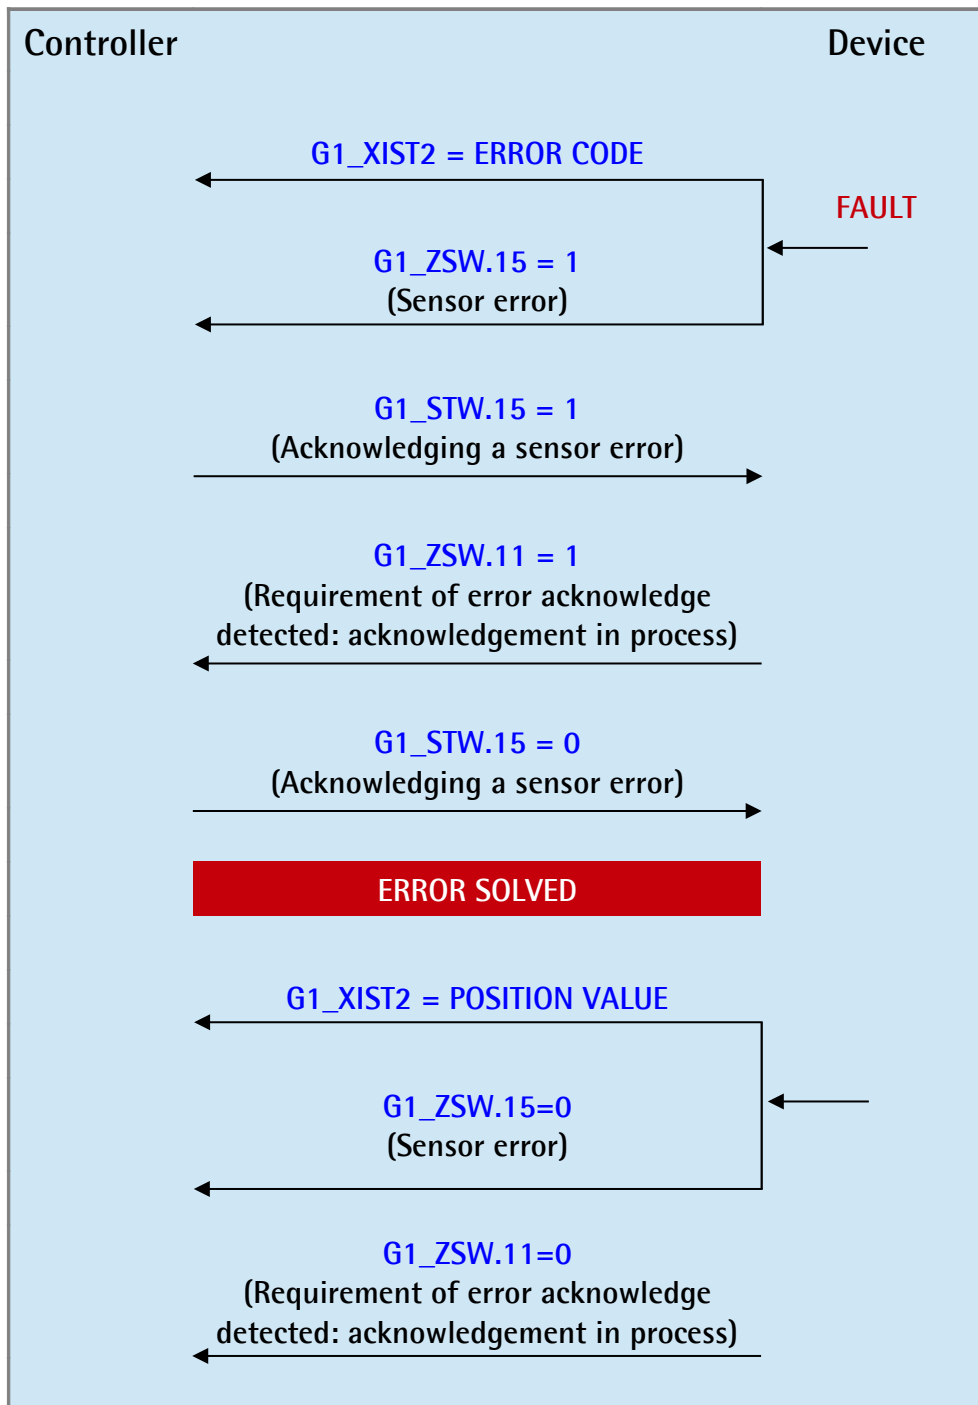 Controller
Device
G1_XIST2 = ERROR CODE
FAULT
G1_ZSW.15 = 1
(Sensor error)
G1_STW.15 = 1
(Acknowledging a sensor error)
G1_ZSW.11 = 1
(Requirement of error acknowledge
detected: acknowledgement in process)
G1_STW.15 = 0
(Acknowledging a sensor error)
ERROR SOLVED
G1_XIST2 = POSITION VALUE
G1_ZSW.15=0
(Sensor error)
G1_ZSW.11=0
(Requirement of error acknowledge
detected: acknowledgement in process)